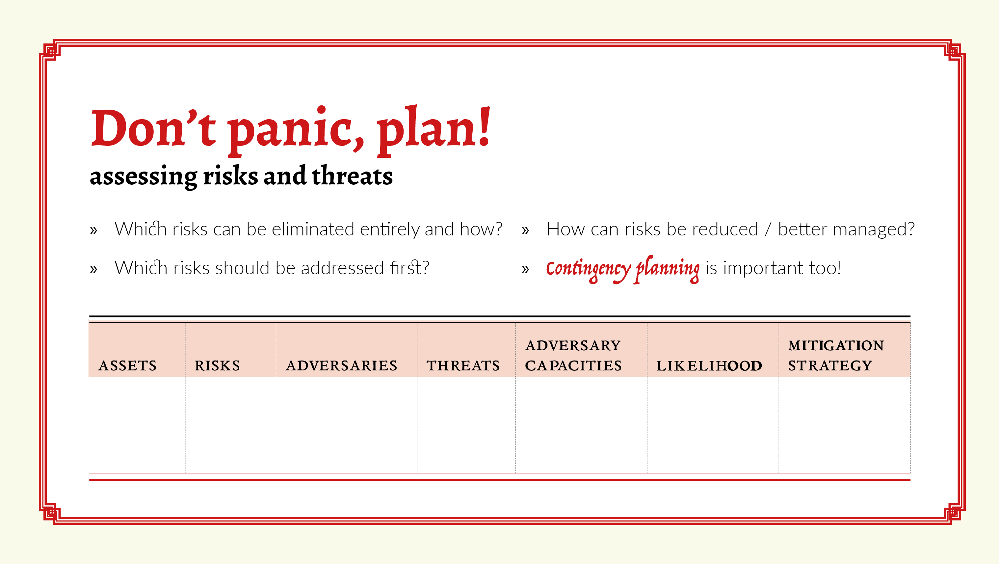 Don’t panic, plan!
assessing risks and threats
» Which risks can be eliminated entirely and how?
» Which risks should be addressed first?
» How can risks be reduced / better managed?
» Contingency planning is important too!
ASSETS
RISKS
ADVERSARIES
THREATS
ADVERSARY
CAPACITIES
LIKELIHOOD
MITIGATION
STRATEGY